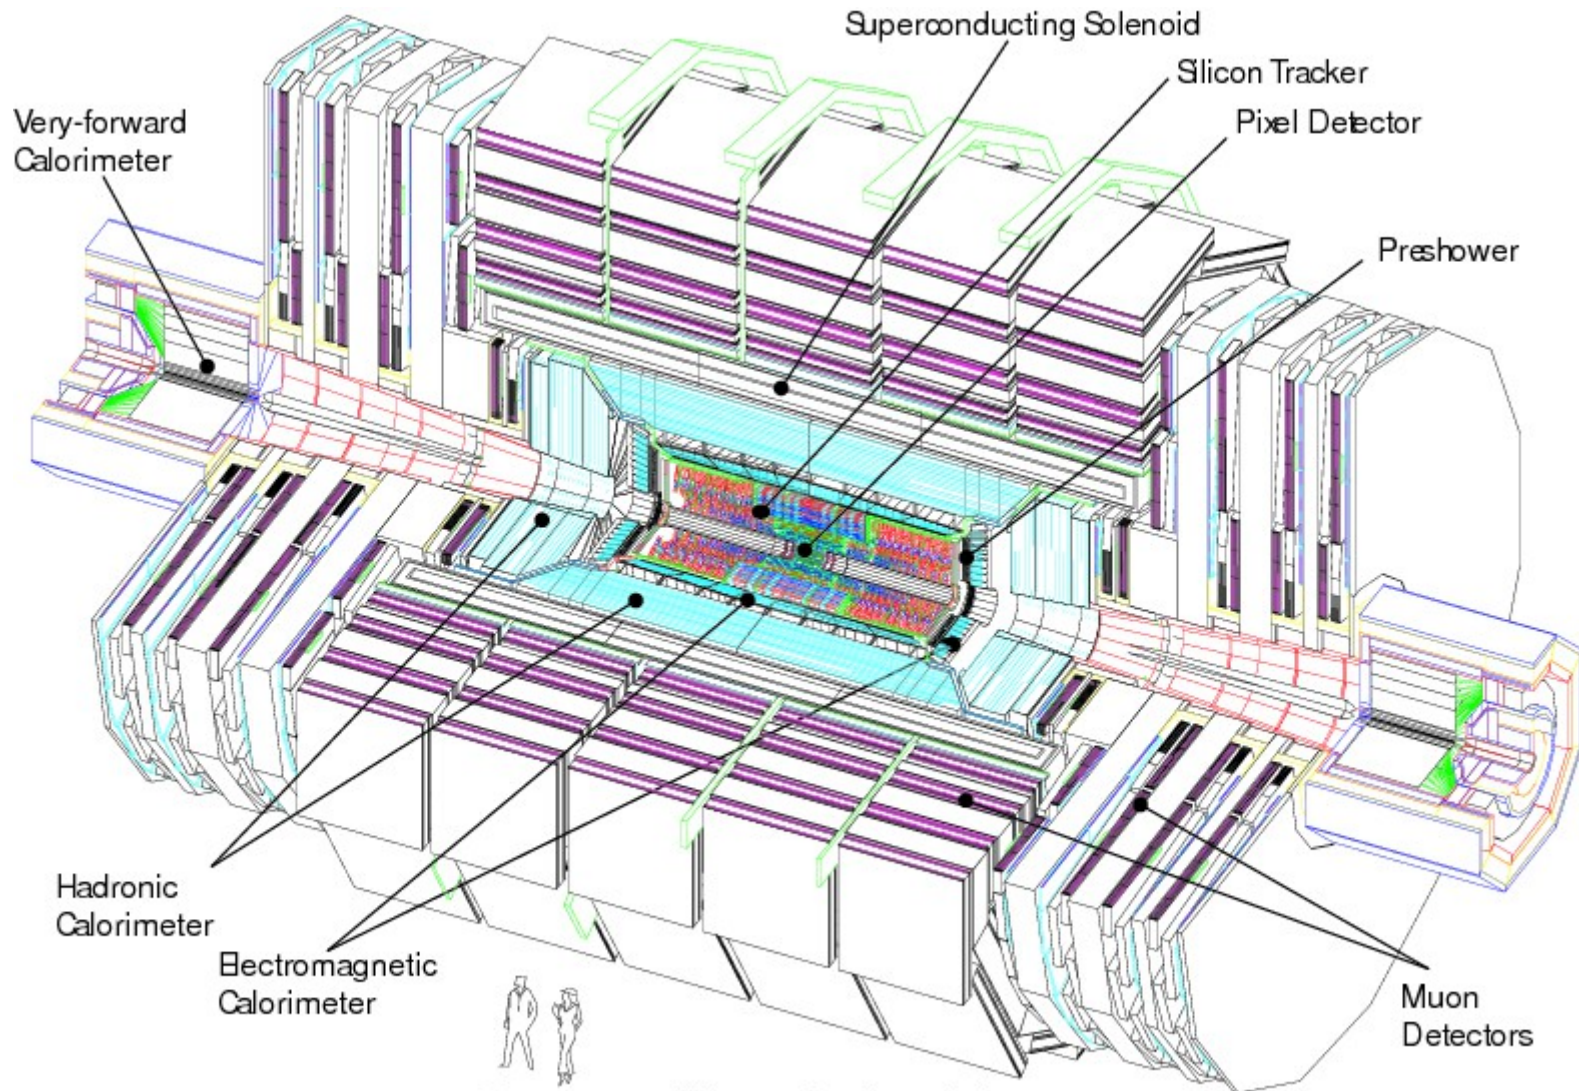 Superconducting Solenoid
Silicon Tracker
Pixel Detector
Very-forward
Calorimeter
Preshower
Hadronic
Calorimeter
Electromagnetic
Calorimeter
Muon
Detectors